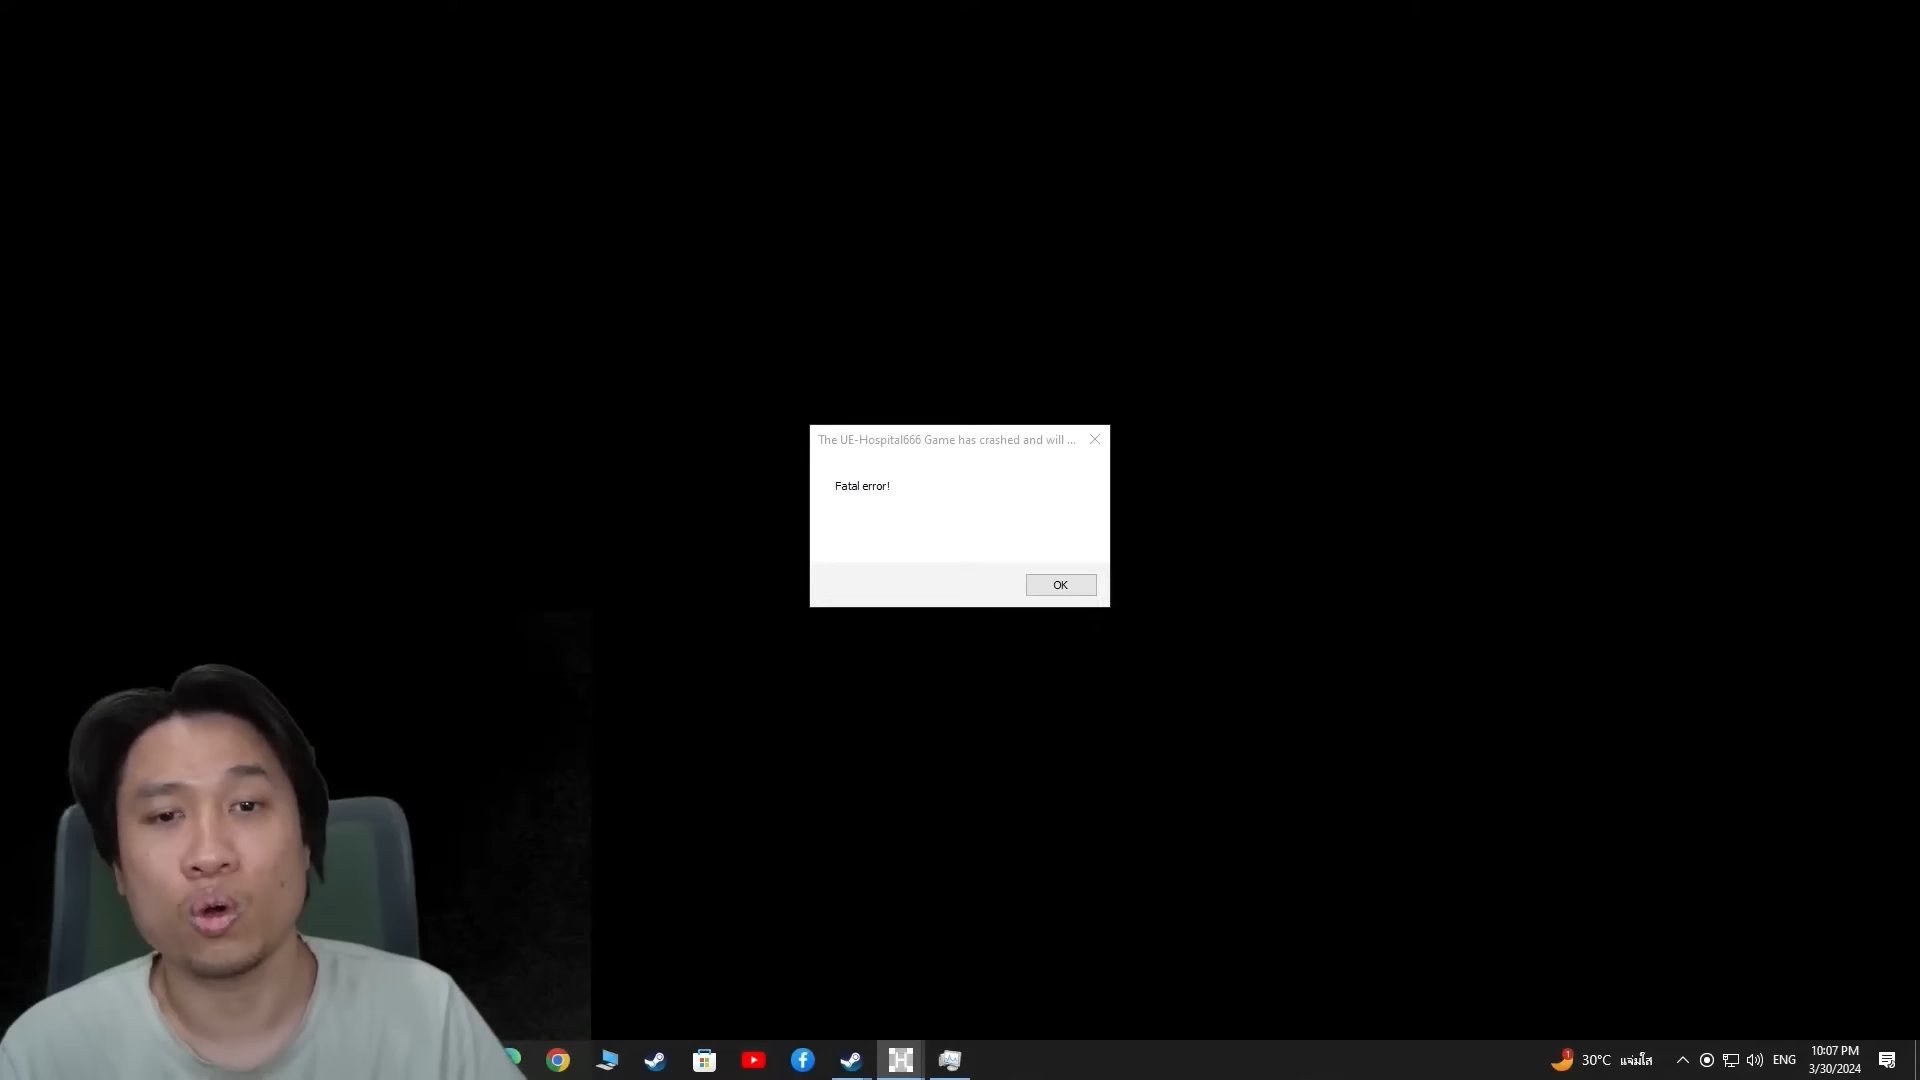 The UE-Hospital666 Game has crashed and will ...
Fatal error!
OK
30°C แจ่มใส
ENG
10:07 PM
3/30/2024